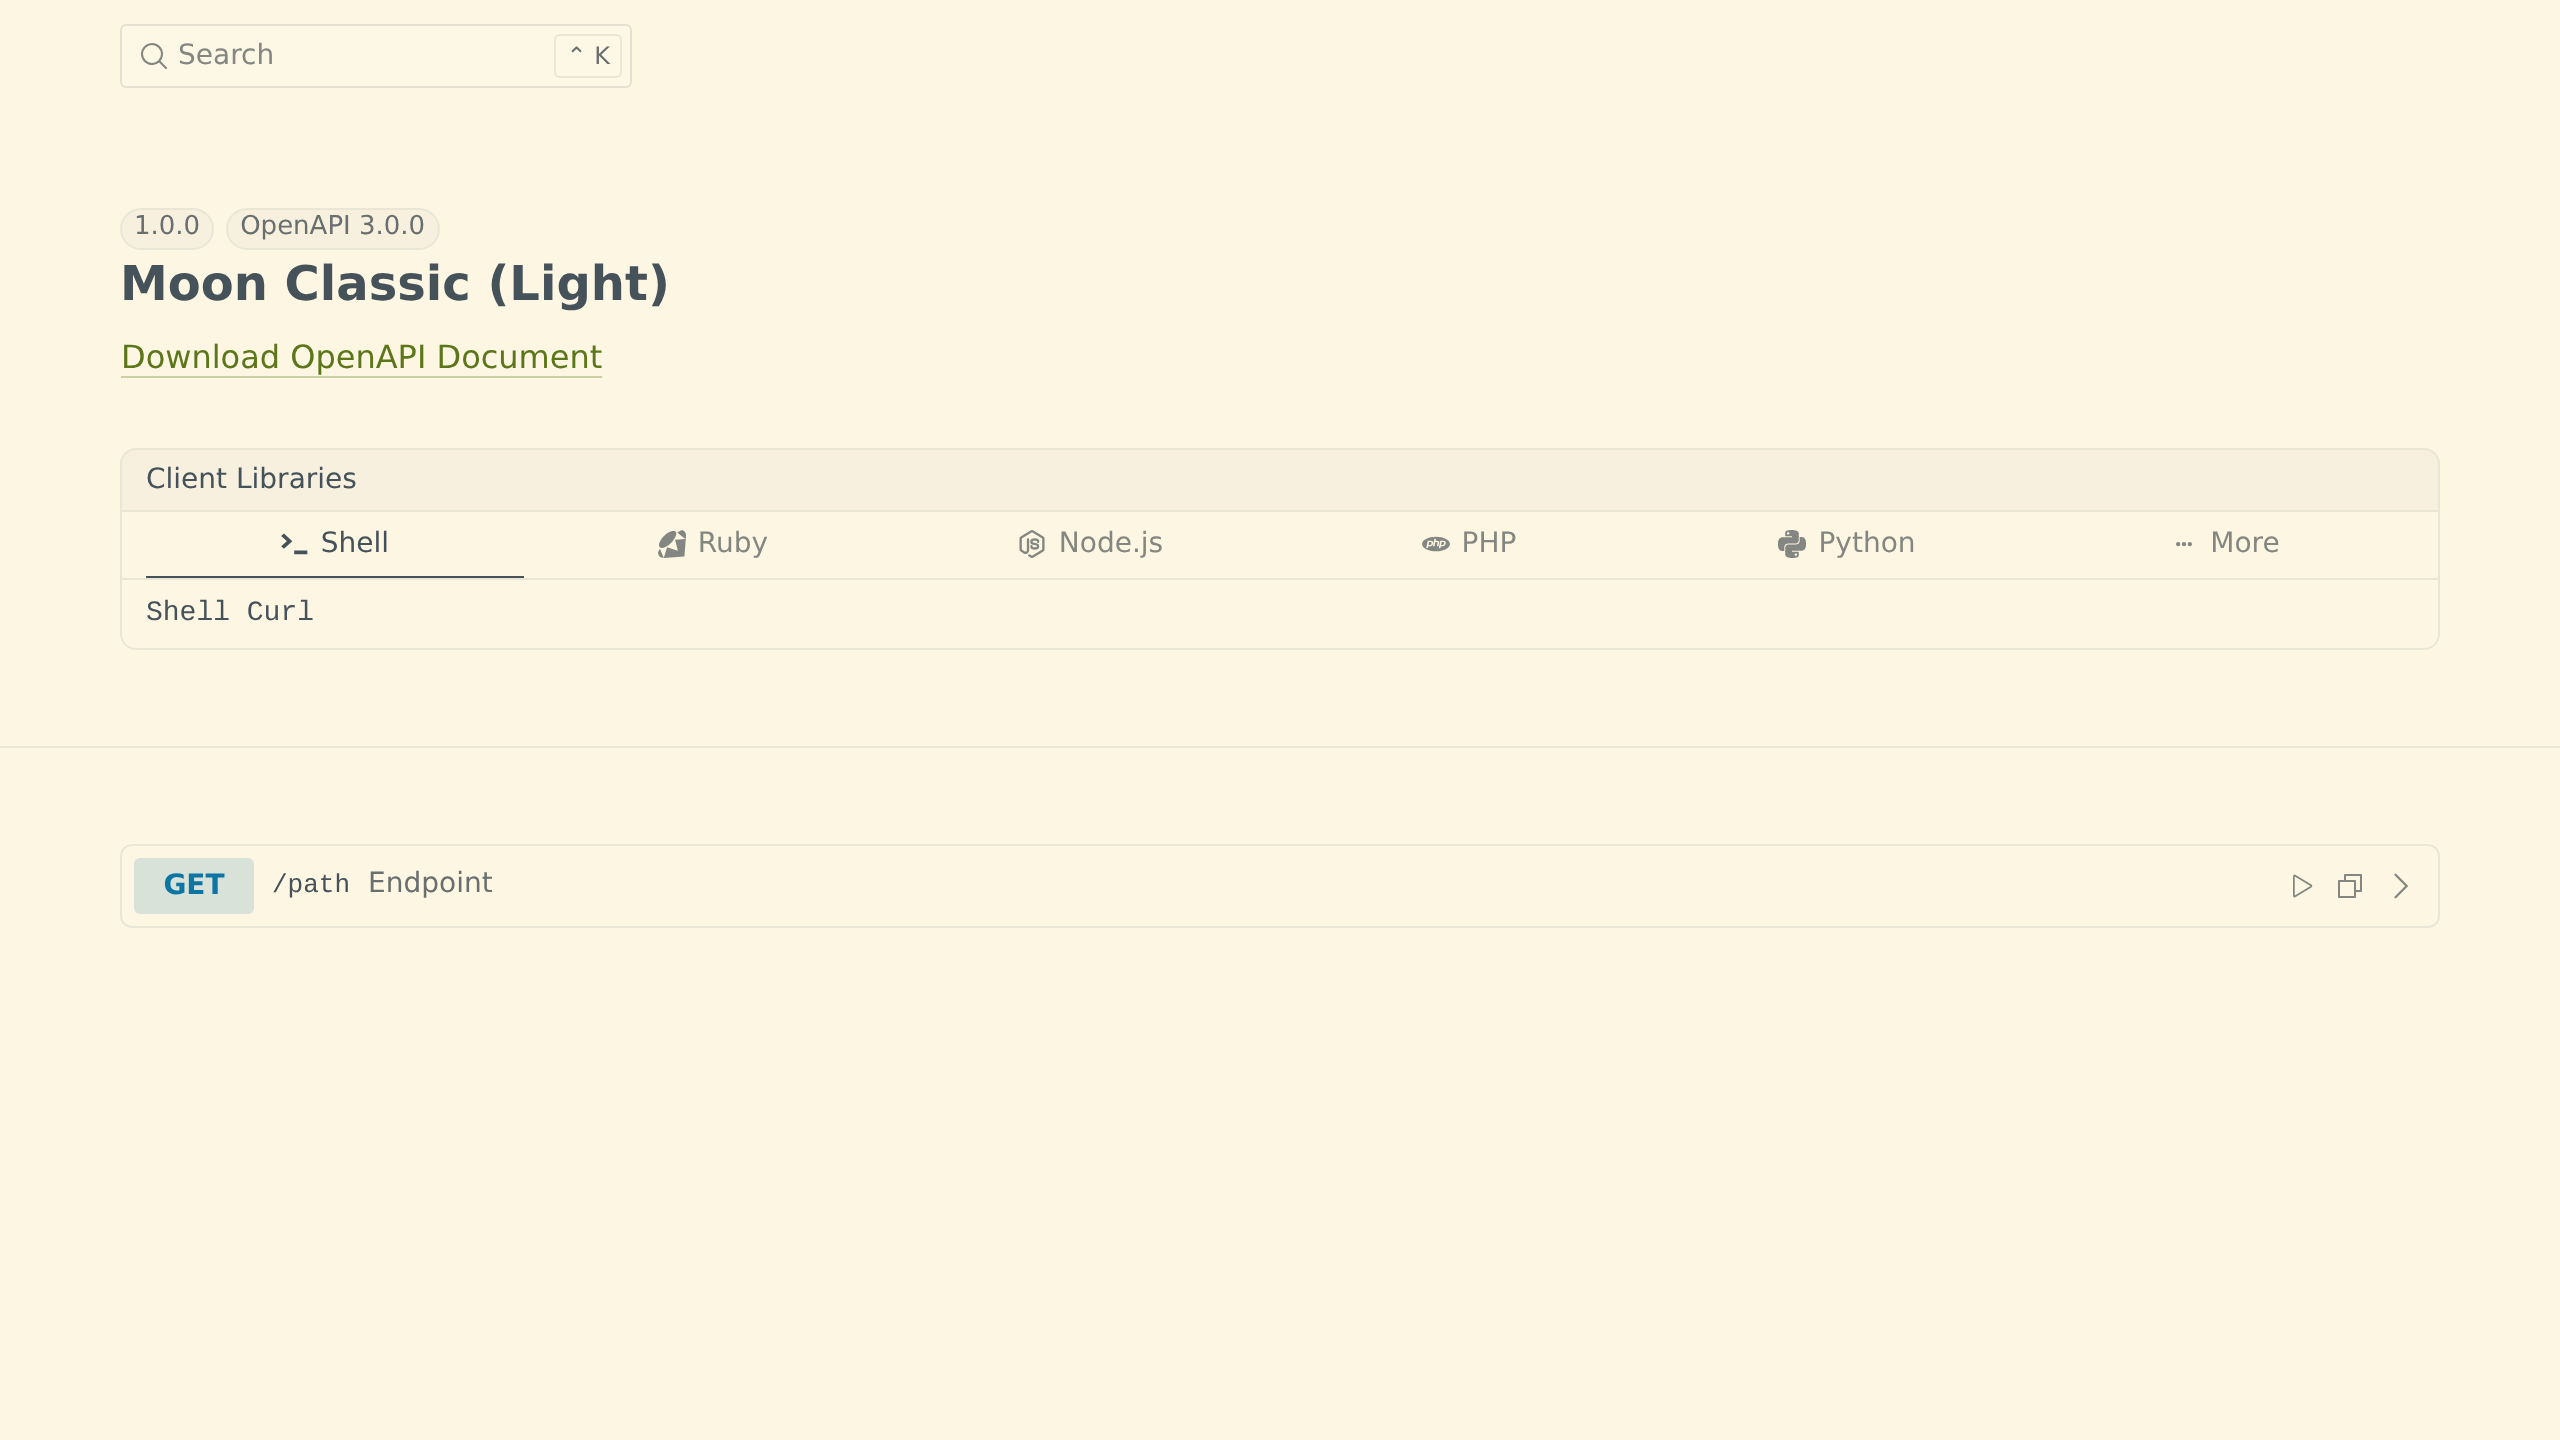 Search ⌃ K
1.0.0 OpenAPI 3.0.0
Moon Classic (Light)
Download OpenAPI Document
Client Libraries
Shell Ruby Node.js PHP Python More
Shell Curl
GET /path Endpoint